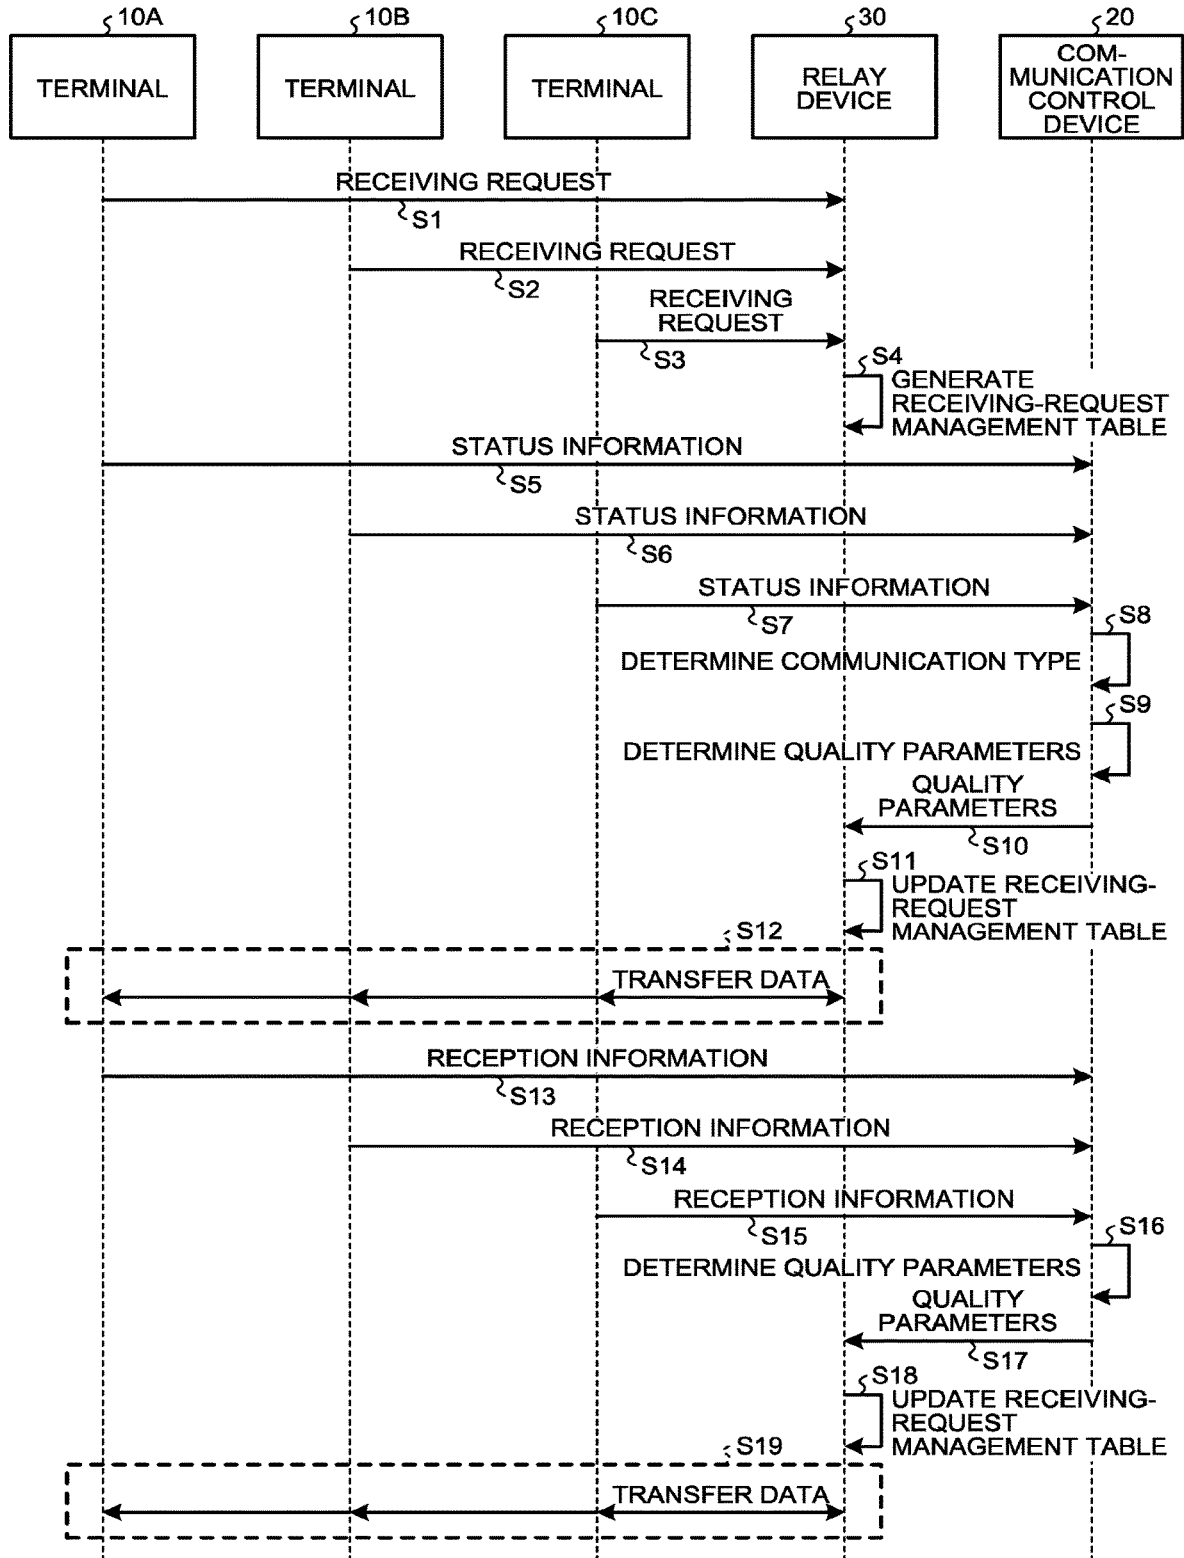 10A
10B
10C
30
20
TERMINAL
TERMINAL
TERMINAL
RELAY
DEVICE
COM-
MUNICATION
CONTROL
DEVICE
RECEIVING REQUEST
S1
RECEIVING REQUEST
S2
RECEIVING
REQUEST
S3
S4
GENERATE
RECEIVING-REQUEST
MANAGEMENT TABLE
STATUS INFORMATION
S5
STATUS INFORMATION
S6
STATUS INFORMATION
S7
S8
DETERMINE COMMUNICATION TYPE
S9
DETERMINE QUALITY PARAMETERS
QUALITY
PARAMETERS
S10
S11
UPDATE RECEIVING-
REQUEST
MANAGEMENT TABLE
S12
TRANSFER DATA
RECEPTION INFORMATION
S13
RECEPTION INFORMATION
S14
RECEPTION INFORMATION
S15
S16
DETERMINE QUALITY PARAMETERS
QUALITY
PARAMETERS
S17
S18
UPDATE RECEIVING-
REQUEST
MANAGEMENT TABLE
S19
TRANSFER DATA